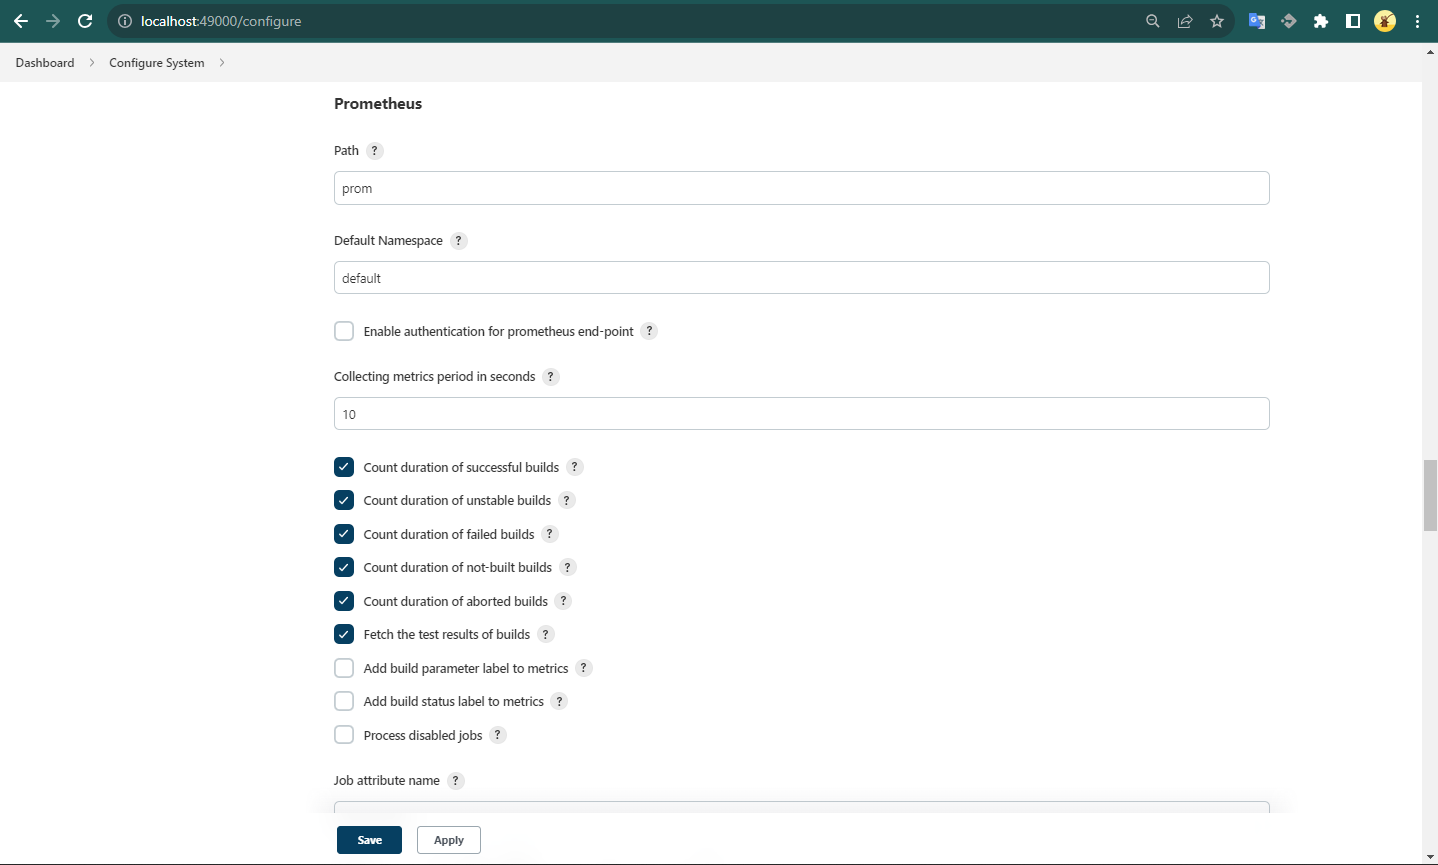 localhost:49000/configure
Dashboard > Configure System >
Prometheus
Path ?
prom
Default Namespace ?
default
Enable authentication for prometheus end-point ?
Collecting metrics period in seconds ?
10
Count duration of successful builds ?
Count duration of unstable builds ?
Count duration of failed builds ?
Count duration of not-built builds ?
Count duration of aborted builds ?
Fetch the test results of builds ?
Add build parameter label to metrics ?
Add build status label to metrics ?
Process disabled jobs ?
Job attribute name ?
Save Apply